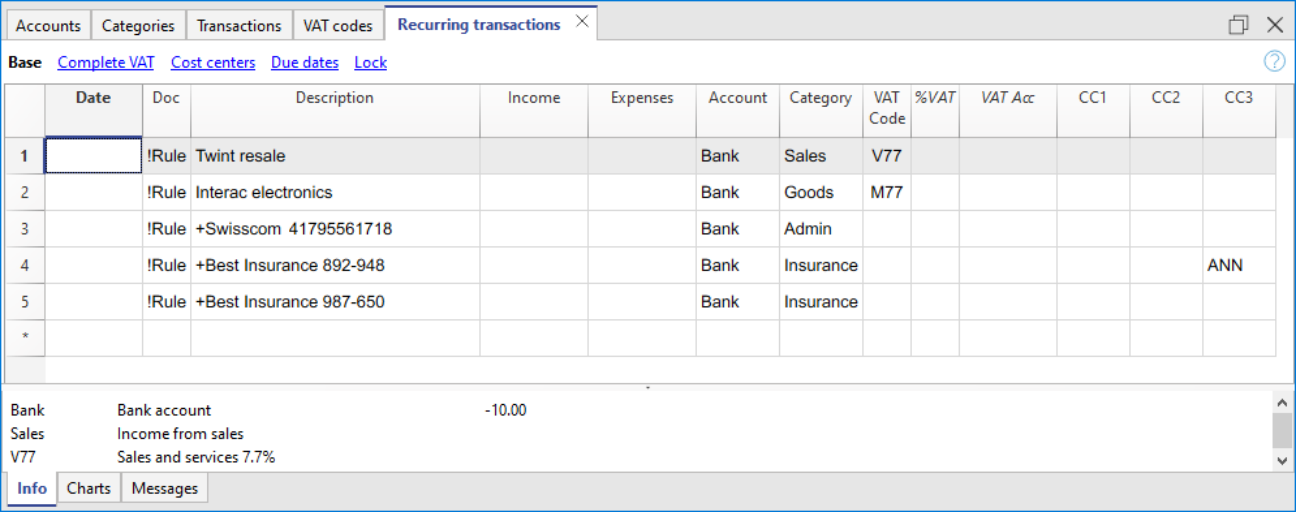 Accounts Categories Transactions VAT codes Recurring transactions
Base Complete VAT Cost centers Due dates Lock
Date Doc Description Income Expenses Account Category VAT Code %VAT VAT Acc CC1 CC2 CC3
1 !Rule Twint resale Bank Sales V77
2 !Rule Interac electronics Bank Goods M77
3 !Rule +Swisscom 41795561718 Bank Admin
4 !Rule +Best Insurance 892-948 Bank Insurance ANN
5 !Rule +Best Insurance 987-650 Bank Insurance
*
Bank Bank account -10.00
Sales Income from sales
V77 Sales and services 7.7%
Info Charts Messages